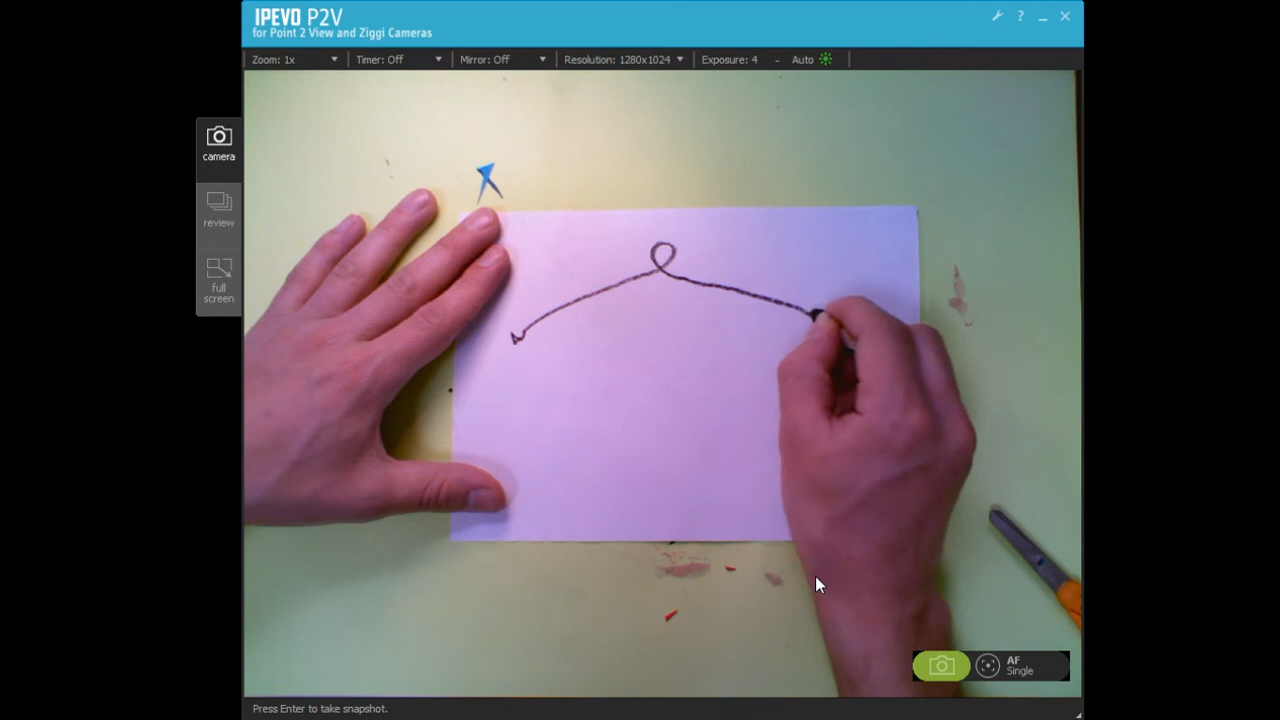 IPEVO P2V
for Point 2 View and Ziggi Cameras
?
Zoom: 1x Timer: Off Mirror: Off Resolution: 1280x1024 Exposure: 4 - Auto
camera
review
full
screen
AF
Single
Press Enter to take snapshot.